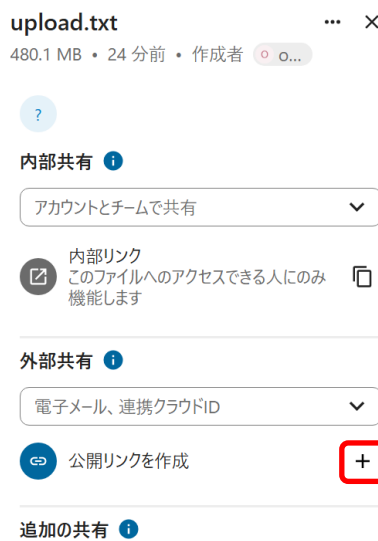 upload.txt
480.1 MB • 24 分前 • 作成者 o o...
?
内部共有
アカウントとチームで共有
内部リンク
このファイルへのアクセスできる人にのみ
機能します
外部共有
電子メール、連携クラウドID
公開リンクを作成
追加の共有